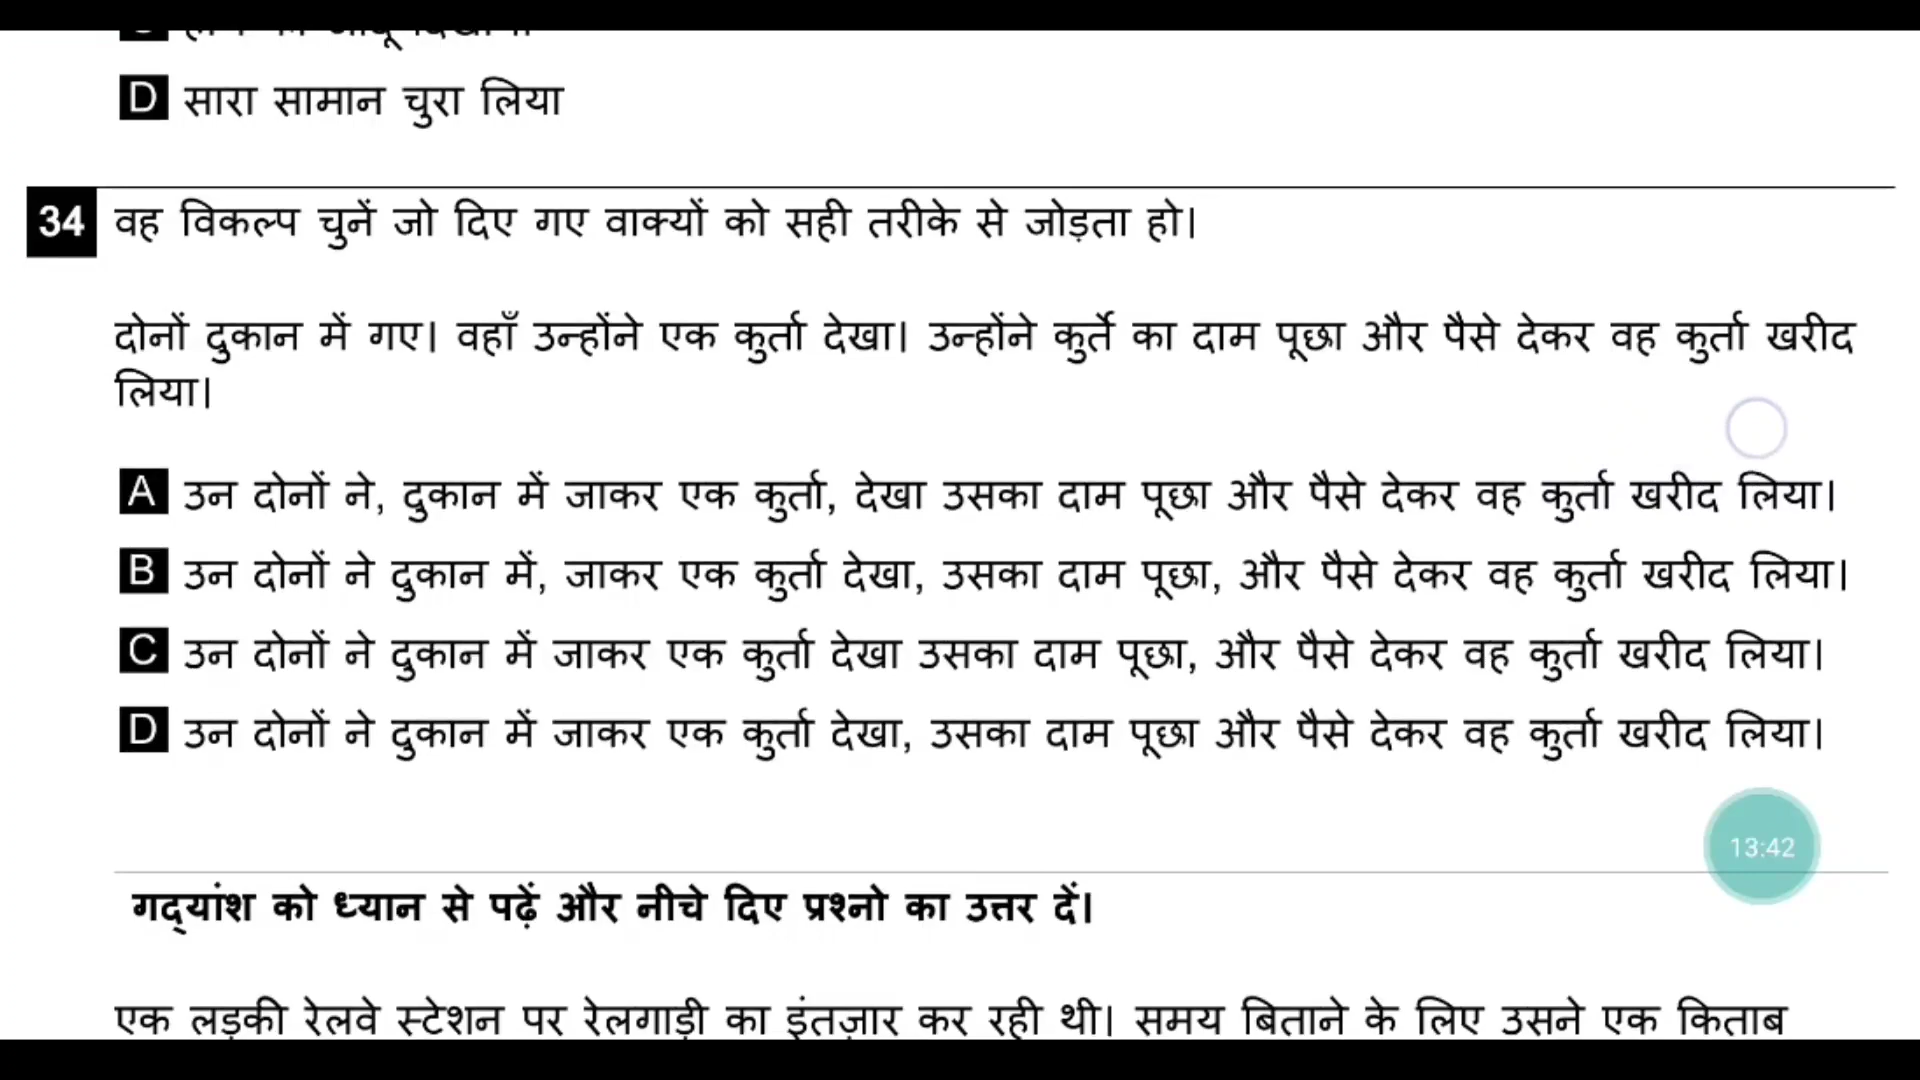 D सारा सामान चुरा लिया
34 वह विकल्प चुनें जो दिए गए वाक्यों को सही तरीके से जोड़ता हो।
दोनों दुकान में गए। वहाँ उन्होंने एक कुर्ता देखा। उन्होंने कुर्ते का दाम पूछा और पैसे देकर वह कुर्ता खरीद
लिया।
A उन दोनों ने, दुकान में जाकर एक कुर्ता, देखा उसका दाम पूछा और पैसे देकर वह कुर्ता खरीद लिया।
B उन दोनों ने दुकान में, जाकर एक कुर्ता देखा, उसका दाम पूछा, और पैसे देकर वह कुर्ता खरीद लिया।
C उन दोनों ने दुकान में जाकर एक कुर्ता देखा उसका दाम पूछा, और पैसे देकर वह कुर्ता खरीद लिया।
D उन दोनों ने दुकान में जाकर एक कुर्ता देखा, उसका दाम पूछा और पैसे देकर वह कुर्ता खरीद लिया।
13:42
गद्यांश को ध्यान से पढ़ें और नीचे दिए प्रश्नो का उत्तर दें।
एक लड़की रेलवे स्टेशन पर रेलगाड़ी का इंतज़ार कर रही थी। समय बिताने के लिए उसने एक किताब